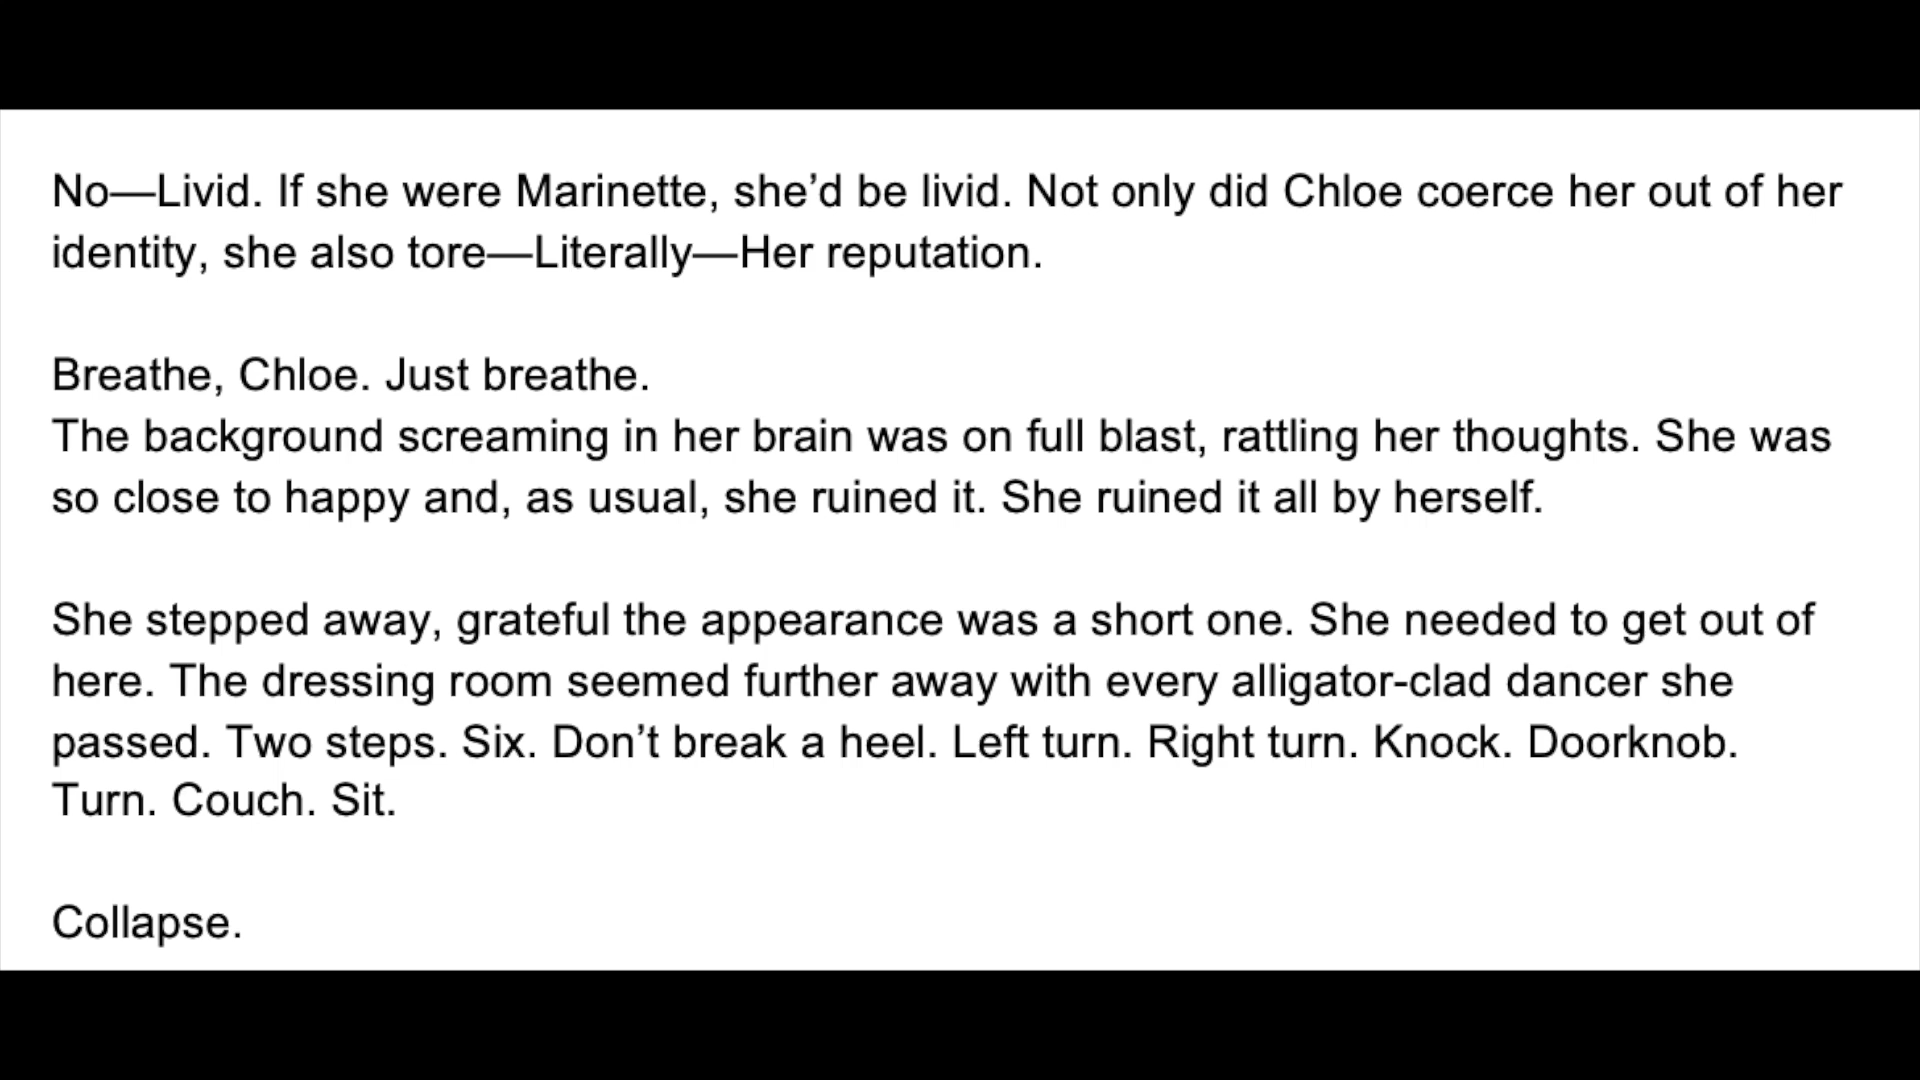 No—Livid. If she were Marinette, she’d be livid. Not only did Chloe coerce her out of her
identity, she also tore—Literally—Her reputation.
Breathe, Chloe. Just breathe.
The background screaming in her brain was on full blast, rattling her thoughts. She was
so close to happy and, as usual, she ruined it. She ruined it all by herself.
She stepped away, grateful the appearance was a short one. She needed to get out of
here. The dressing room seemed further away with every alligator-clad dancer she
passed. Two steps. Six. Don’t break a heel. Left turn. Right turn. Knock. Doorknob.
Turn. Couch. Sit.
Collapse.